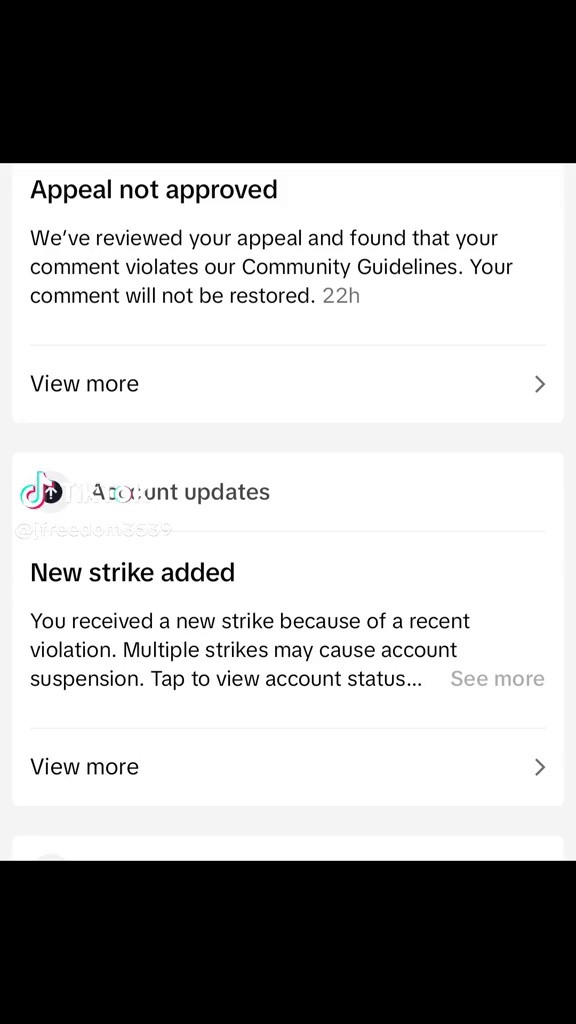 Appeal not approved
We've reviewed your appeal and found that your
comment violates our Community Guidelines. Your
comment will not be restored. 22h
View more
TikTok
Account updates
@jfreedom3539
New strike added
You received a new strike because of a recent
violation. Multiple strikes may cause account
suspension. Tap to view account status... See more
View more